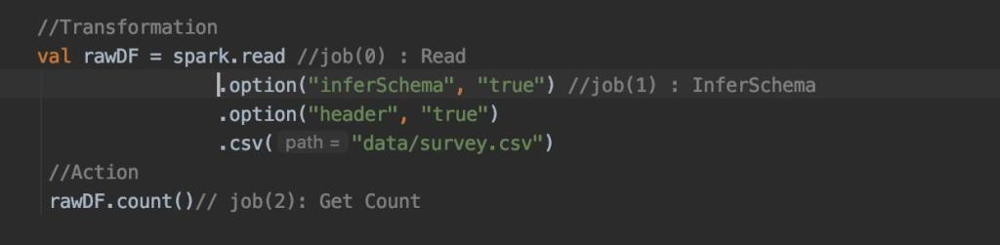 //Transformation
val rawDF = spark.read //job(0) : Read
.option("inferSchema", "true") //job(1) : InferSchema
.option("header", "true")
.csv( path = "data/survey.csv")
//Action
rawDF.count()// job(2): Get Count